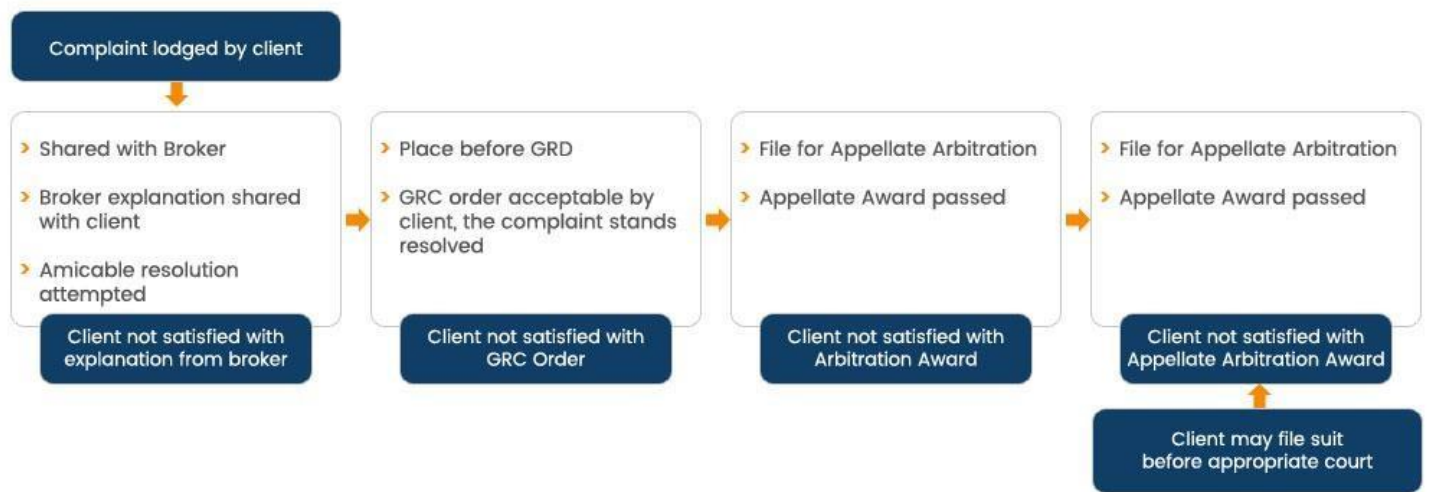 Complaint lodged by client
> Shared with Broker
> Broker explanation shared
with client
> Amicable resolution
attempted
Client not satisfied with
explanation from broker
> Place before GRD
> GRC order acceptable by
client, the complaint stands
resolved
Client not satisfied with
GRC Order
> File for Appellate Arbitration
> Appellate Award passed
Client not satisfied with
Arbitration Award
> File for Appellate Arbitration
> Appellate Award passed
Client not satisfied with
Appellate Arbitration Award
Client may file suit
before appropriate court